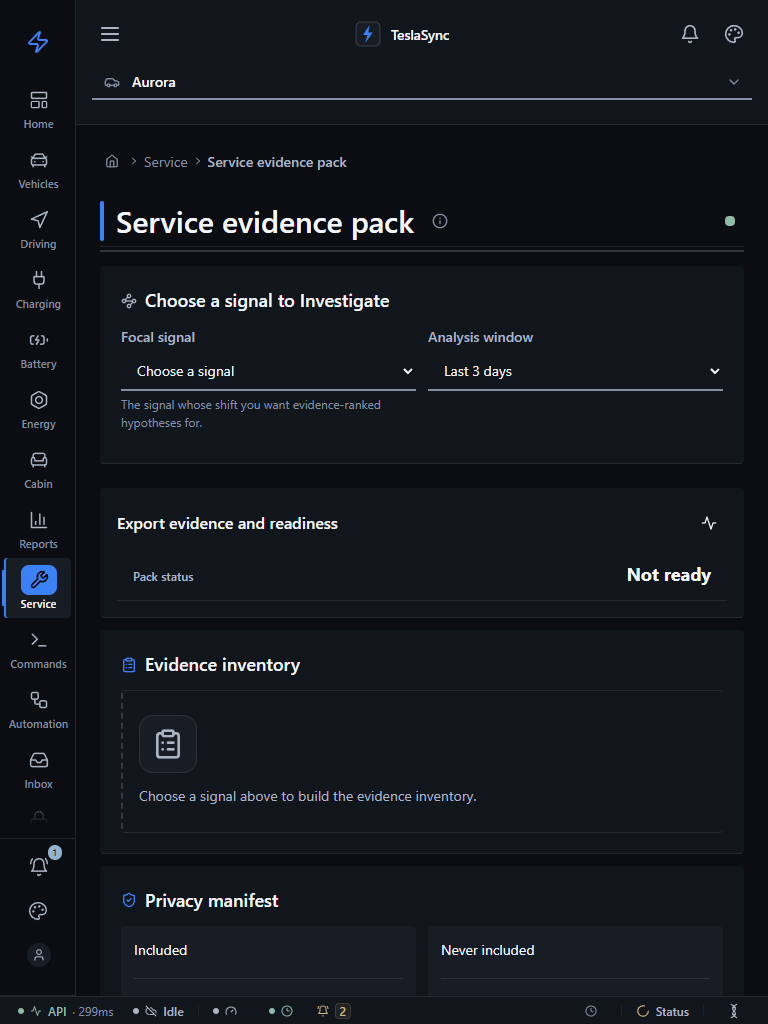 TeslaSync
Aurora
Home
Vehicles
Driving
Charging
Battery
Energy
Cabin
Reports
Service
Commands
Automation
Inbox
1
Service
Service evidence pack
Service evidence pack
Choose a signal to Investigate
Focal signal
Analysis window
Choose a signal
Last 3 days
The signal whose shift you want evidence-ranked
hypotheses for.
Export evidence and readiness
Pack status
Not ready
Evidence inventory
Choose a signal above to build the evidence inventory.
Privacy manifest
Included
Never included
API · 299ms
Idle
2
Status